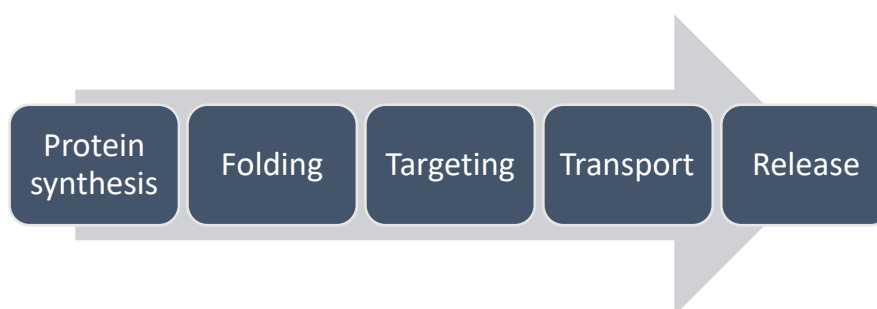 Protein
synthesis
Folding
Targeting
Transport
Release